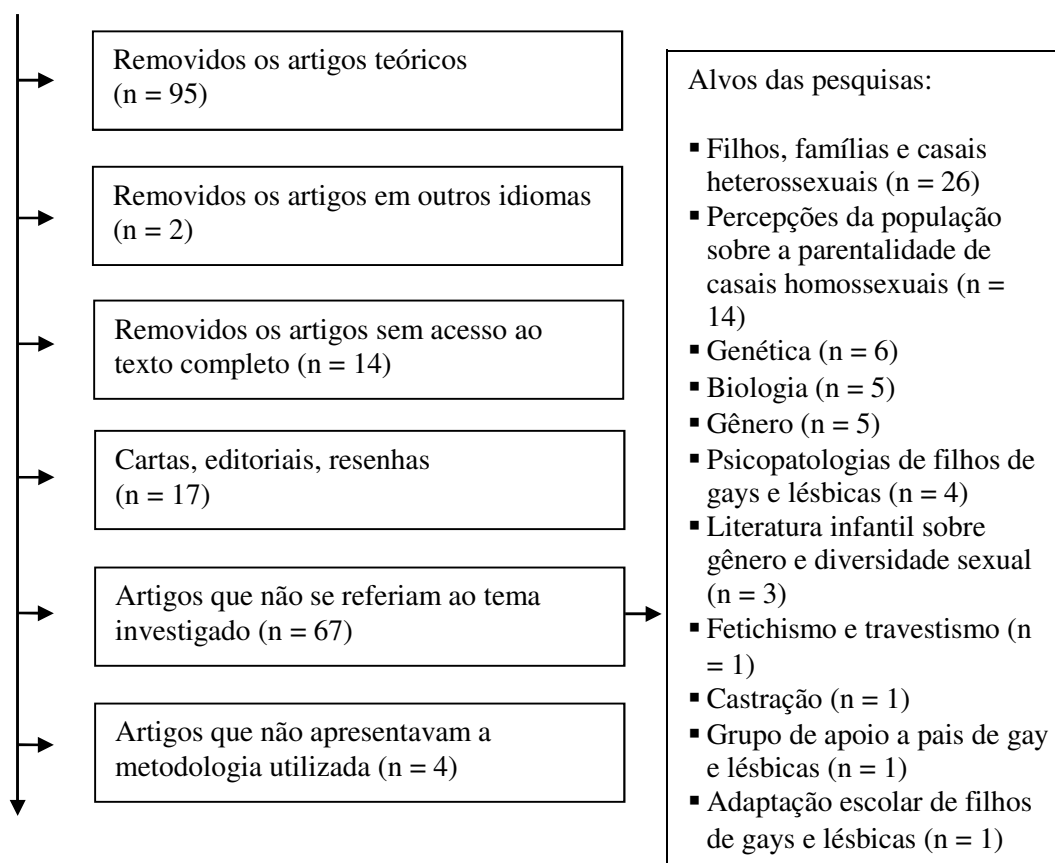 Removidos os artigos teóricos
(n = 95)
Removidos os artigos em outros idiomas
(n = 2)
Removidos os artigos sem acesso ao
texto completo (n = 14)
Cartas, editoriais, resenhas
(n = 17)
Artigos que não se referiam ao tema
investigado (n = 67)
Artigos que não apresentavam a
metodologia utilizada (n = 4)
Alvos das pesquisas:
▪ Filhos, famílias e casais
heterossexuais (n = 26)
▪ Percepções da população
sobre a parentalidade de
casais homossexuais (n =
14)
▪ Genética (n = 6)
▪ Biologia (n = 5)
▪ Gênero (n = 5)
▪ Psicopatologias de filhos de
gays e lésbicas (n = 4)
▪ Literatura infantil sobre
gênero e diversidade sexual
(n = 3)
▪ Fetichismo e travestismo (n
= 1)
▪ Castração (n = 1)
▪ Grupo de apoio a pais de gay
e lésbicas (n = 1)
▪ Adaptação escolar de filhos
de gays e lésbicas (n = 1)